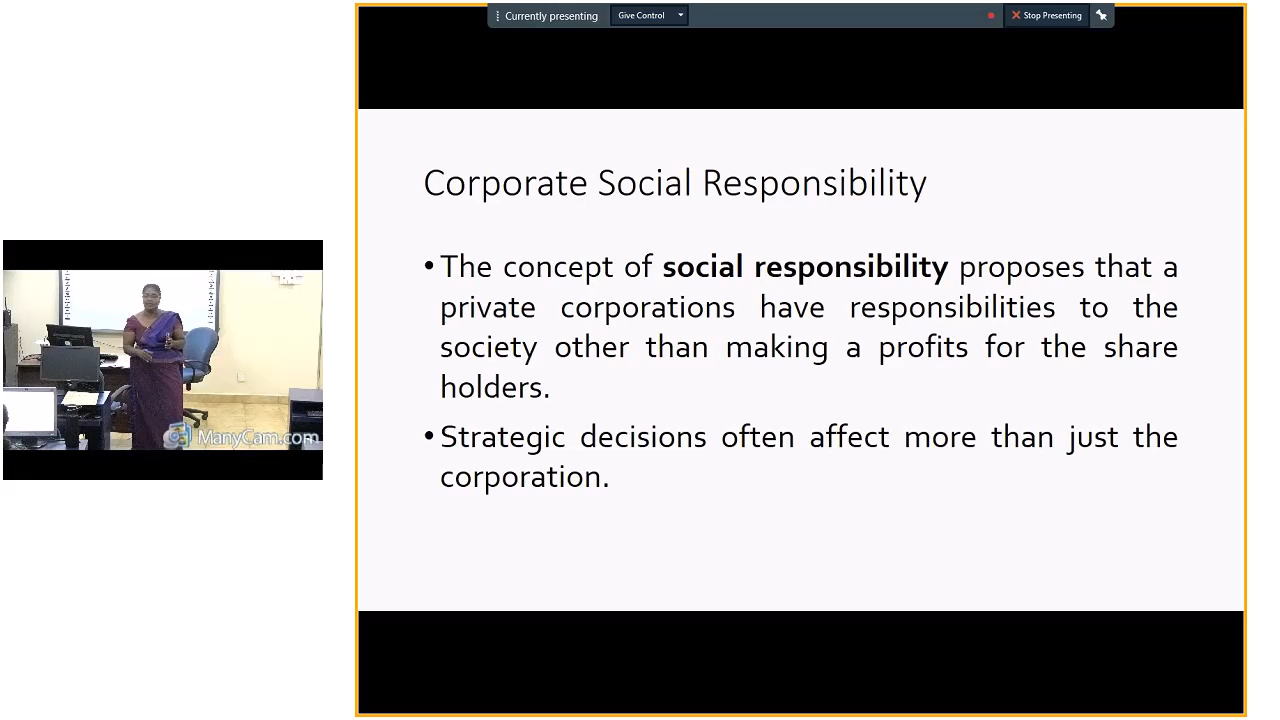 Currently presenting
Give Control
Stop Presenting
Corporate Social Responsibility
•The concept of social responsibility proposes that a
private corporations have responsibilities to the
society other than making a profits for the share
holders.
•Strategic decisions often affect more than just the
corporation.
ManyCam.com